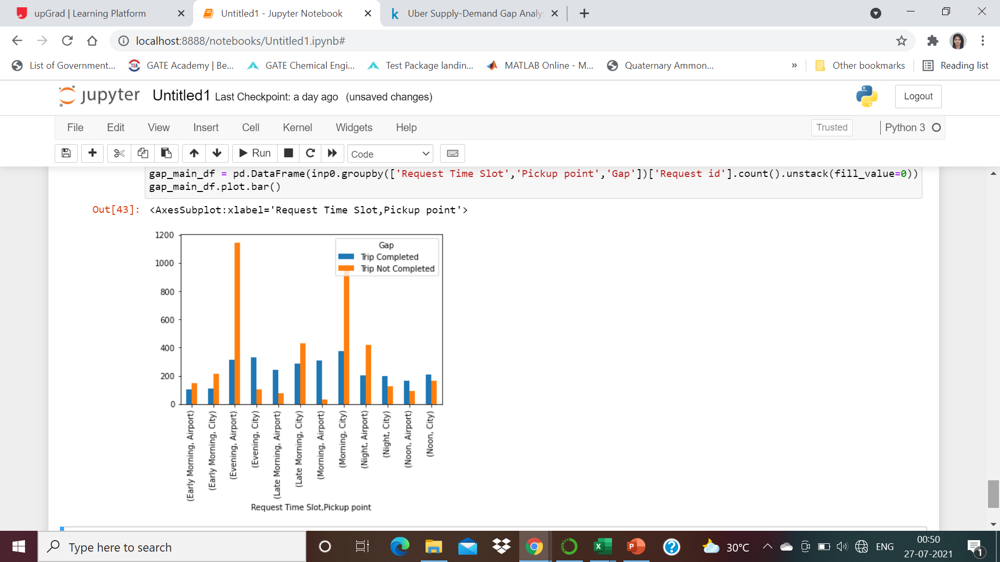 upGrad | Learning Platform
Untitled1 - Jupyter Notebook
Uber Supply-Demand Gap Analys
localhost:8888/notebooks/Untitled1.ipynb#
List of Government...
GATE Academy | Be...
GATE Chemical Engi...
Test Package landin...
MATLAB Online - M...
Quaternary Ammon...
»
Other bookmarks
Reading list
jupyter
Untitled1 Last Checkpoint: a day ago (unsaved changes)
Logout
File Edit View Insert Cell Kernel Widgets Help
Trusted
Python 3
Run
Code
gap_main_df = pd.DataFrame(inp0.groupby(['Request Time Slot','Pickup point','Gap'])['Request id'].count().unstack(fill_value=0))
gap_main_df.plot.bar()
Out[43]: <AxesSubplot:xlabel='Request Time Slot,Pickup point'>
1200
1000
800
600
400
200
0
Gap
Trip Completed
Trip Not Completed
(Early Morning, Airport)
(Early Morning, City)
(Evening, Airport)
(Evening, City)
(Late Morning, Airport)
(Late Morning, City)
(Morning, Airport)
(Morning, City)
(Night, Airport)
(Night, City)
(Noon, Airport)
(Noon, City)
Request Time Slot,Pickup point
Type here to search
30°C
ENG
00:50
27-07-2021
1